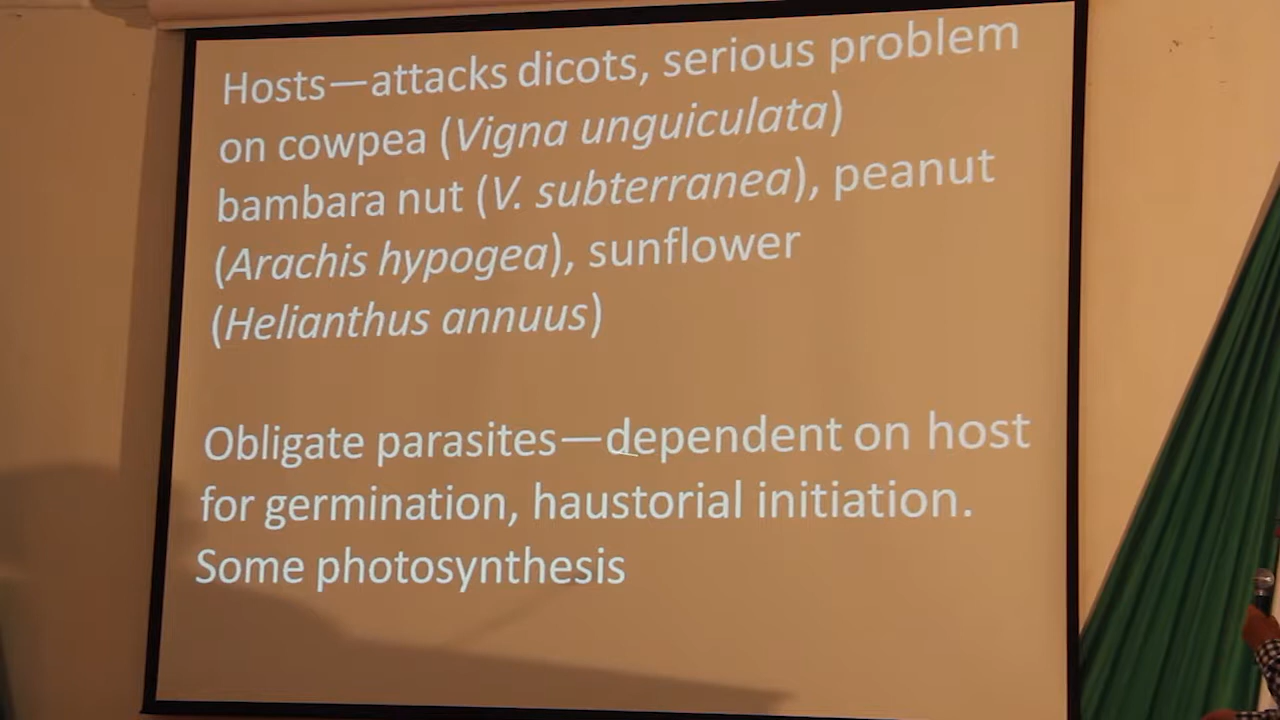 Hosts—attacks dicots, serious problem
on cowpea (Vigna unguiculata)
bambara nut (V. subterranea), peanut
(Arachis hypogea), sunflower
(Helianthus annuus)
Obligate parasites—dependent on host
for germination, haustorial initiation.
Some photosynthesis